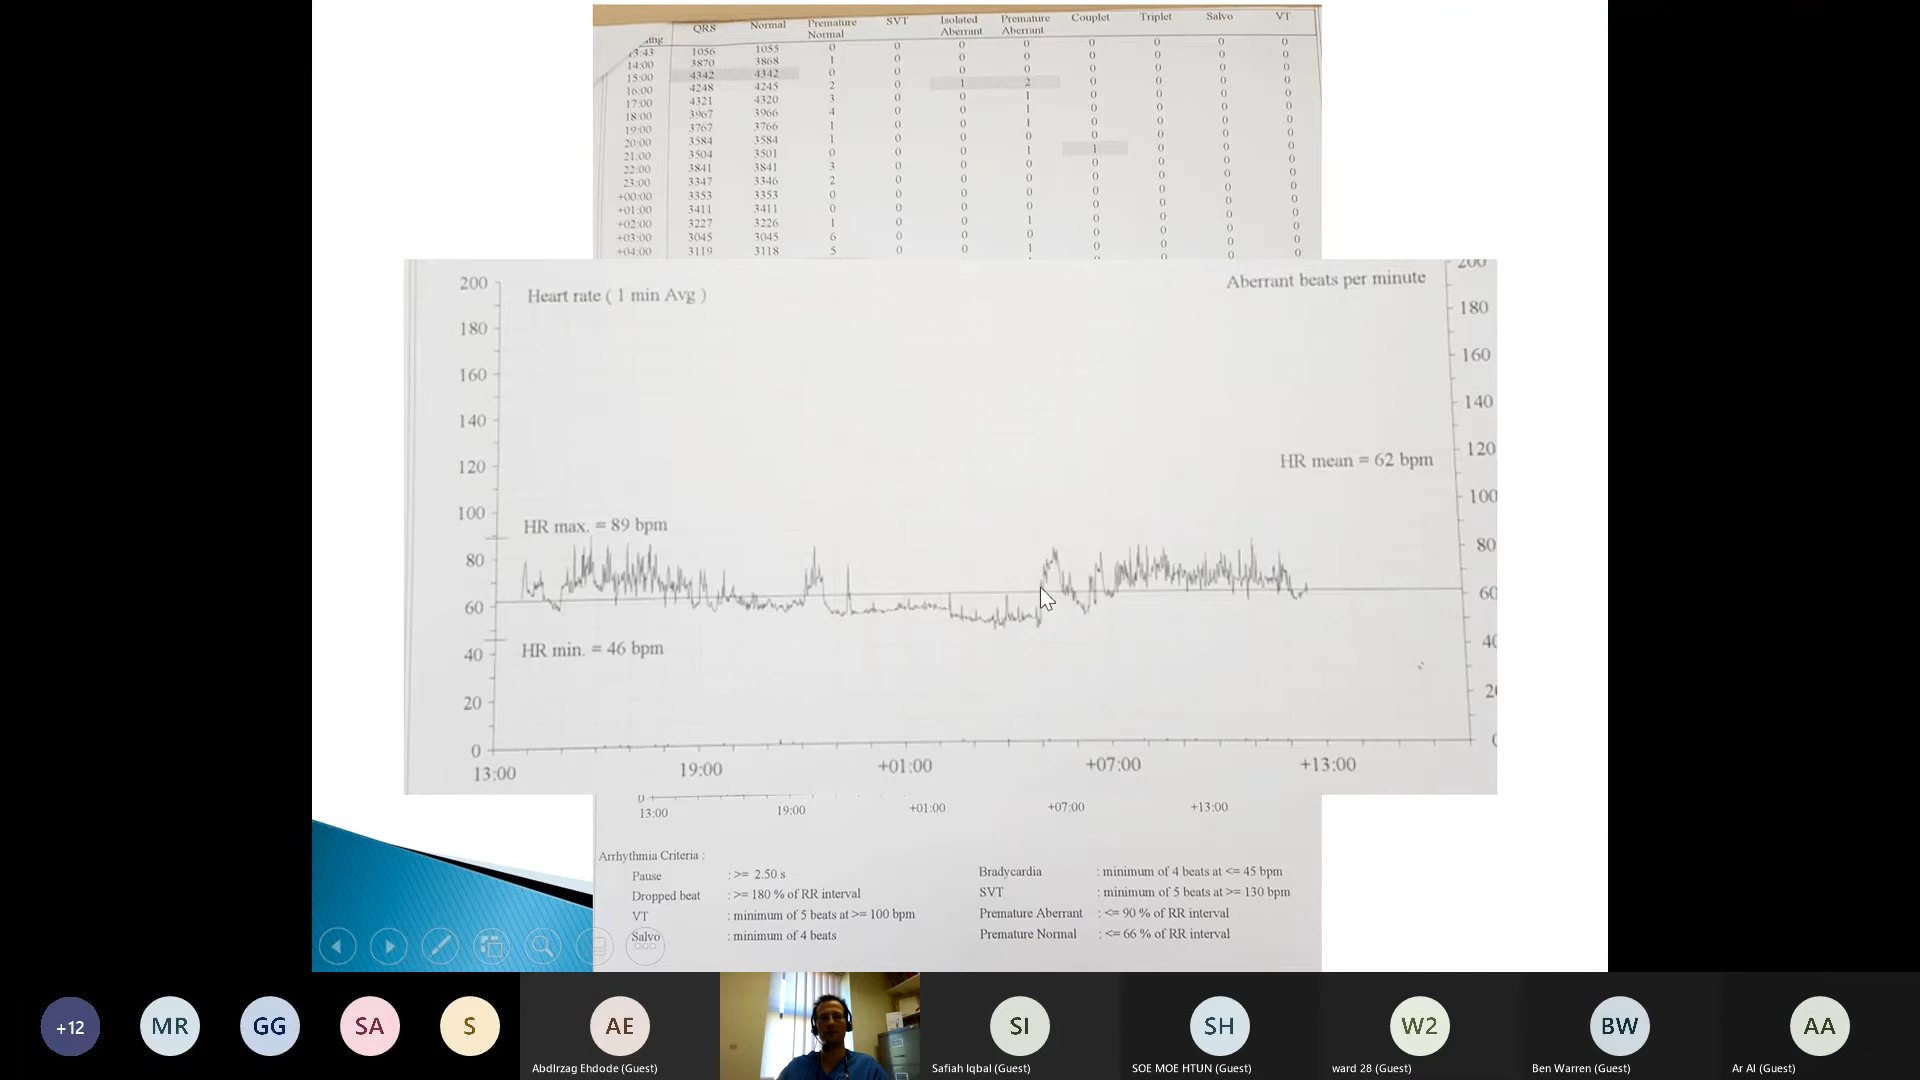 QRS Normal Premature Normal SVT Isolated Aberrant Premature Aberrant Couplet Triplet Salvo VT
13:43 1056 1055 0 0 0 0 0 0 0 0
14:00 3870 3868 1 0 0 0 0 0 0 0
15:00 4342 4342 0 0 0 0 0 0 0 0
16:00 4248 4245 2 0 1 2 0 0 0 0
17:00 4321 4320 3 0 0 1 0 0 0 0
18:00 3967 3966 4 0 0 1 0 0 0 0
19:00 3767 3766 1 0 0 1 0 0 0 0
20:00 3584 3584 1 0 0 0 0 0 0 0
21:00 3504 3501 0 0 0 1 1 0 0 0
22:00 3841 3841 3 0 0 0 0 0 0 0
23:00 3347 3346 2 0 0 0 0 0 0 0
+00:00 3353 3353 0 0 0 0 0 0 0 0
+01:00 3411 3411 0 0 0 0 0 0 0 0
+02:00 3227 3226 1 0 0 1 0 0 0 0
+03:00 3045 3045 6 0 0 0 0 0 0 0
+04:00 3119 3118 5 0 0 1 0 0 0 0
200 Heart rate ( 1 min Avg ) Aberrant beats per minute 200
180 180
160 160
140 140
120 HR mean = 62 bpm 120
100 100
HR max. = 89 bpm
80 80
60 60
40 HR min. = 46 bpm 40
20 20
0
13:00 19:00 +01:00 +07:00 +13:00
0
13:00 19:00 +01:00 +07:00 +13:00
Arrhythmia Criteria :
Pause : >= 2.50 s Bradycardia : minimum of 4 beats at <= 45 bpm
Dropped beat : >= 180 % of RR interval SVT : minimum of 5 beats at >= 130 bpm
VT : minimum of 5 beats at >= 100 bpm Premature Aberrant : <= 90 % of RR interval
Salvo : minimum of 4 beats Premature Normal : <= 66 % of RR interval
+12 MR GG SA S AE SI SH W2 BW AA
Abdlrzag Ehdode (Guest) Safiah Iqbal (Guest) SOE MOE HTUN (Guest) ward 28 (Guest) Ben Warren (Guest) Ar Al (Guest)